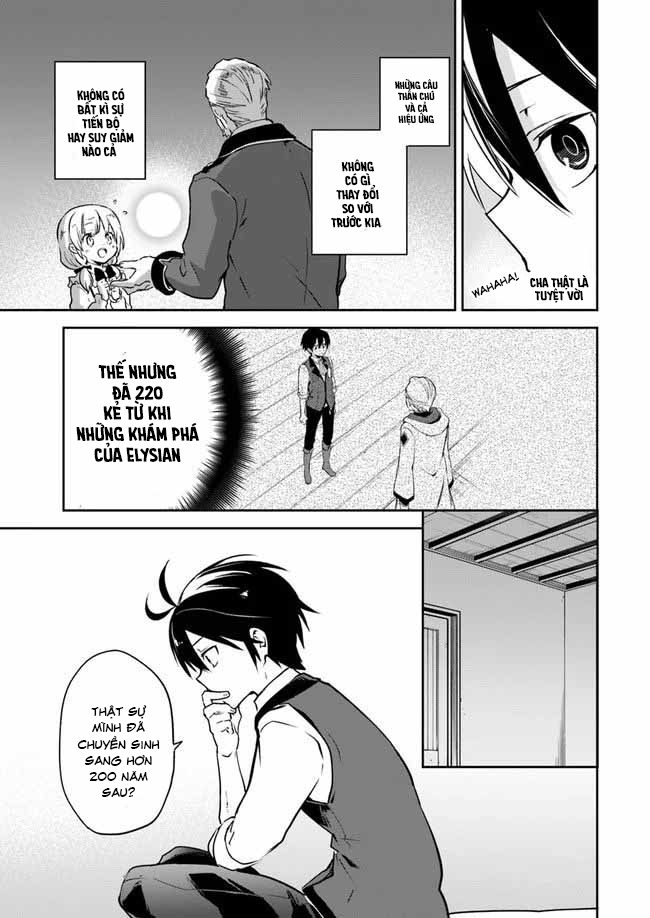 CHA THẬT LÀ
TUYỆT VỜI
WAHAHA!
NHỮNG CÂU
THẦN CHÚ
VÀ CẢ
HIỆU ỨNG
KHÔNG
CÓ GÌ
THAY ĐỔI
SO VỚI
TRƯỚC KIA
KHÔNG CÓ
BẤT KÌ SỰ
TIẾN BỘ
HAY SUY GIẢM
NÀO CẢ
THẾ NHƯNG
ĐÃ 220
KẺ TỪ KHI
NHỮNG KHÁM PHÁ
CỦA ELYSIAN
THẬT SỰ
MÌNH ĐÃ
CHUYỂN SINH
SANG HƠN
200 NĂM
SAU?